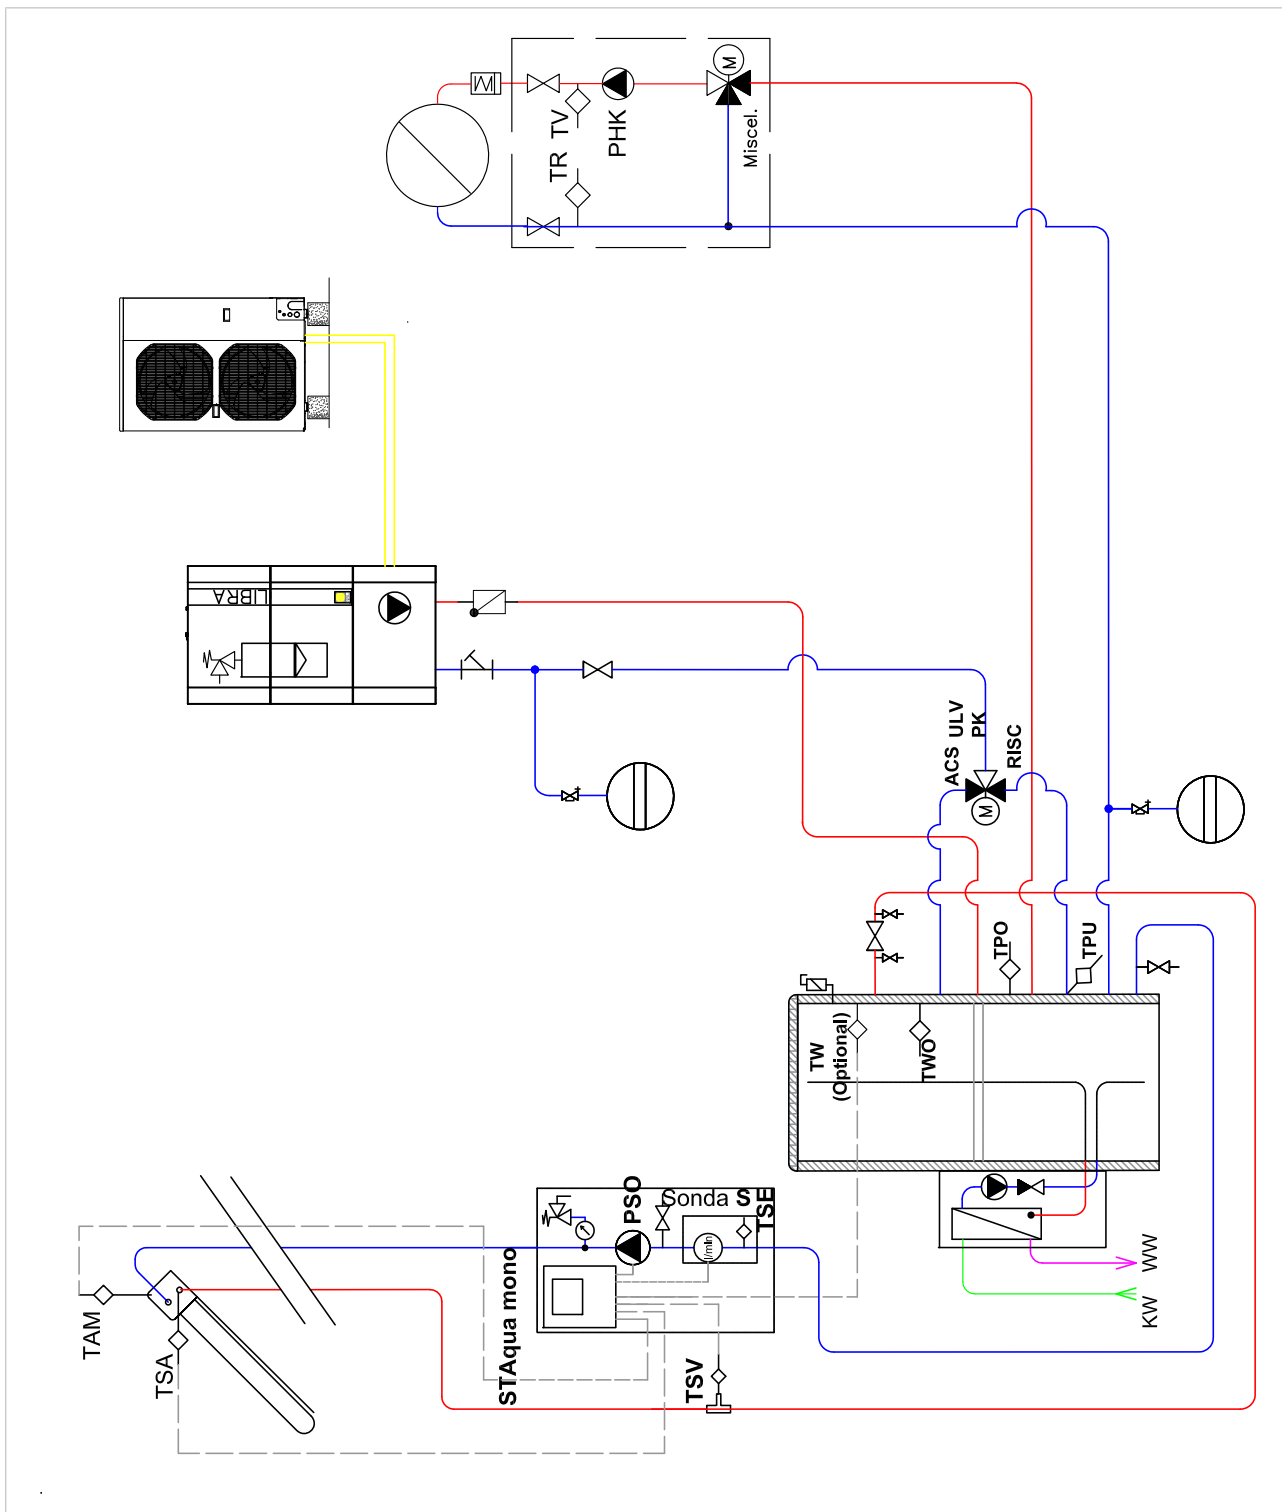 M
TV
TR
PHK
Miscel.
LIBRA
ULV
PK
ACS
RISC
M
TPO
TPU
TW
(Optional)
TWO
PSO
Sonda S
TSE
l/min
STAqua mono
TSV
TAM
TSA
WW
KW